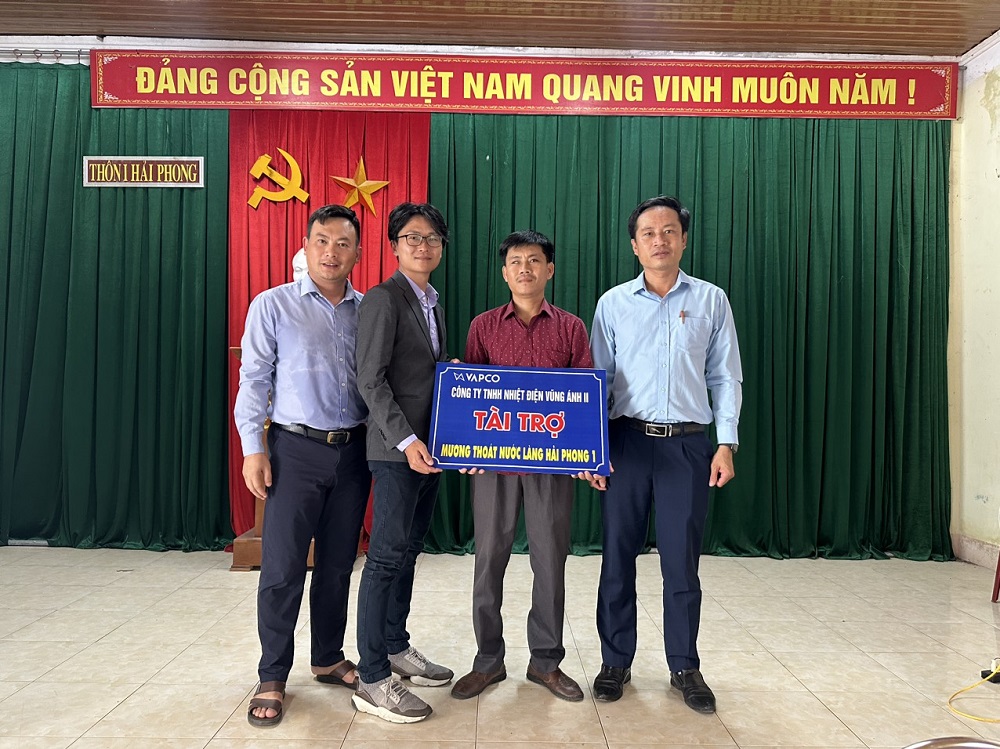 ĐẢNG CỘNG SẢN VIỆT NAM QUANG VINH MUÔN NĂM !
THÔN 1 HẢI PHONG
VAPCO
CÔNG TY TNHH NHIỆT ĐIỆN VŨNG ÁNH II
TÀI TRỢ
MƯƠNG THOÁT NƯỚC LÀNG HẢI PHONG 1